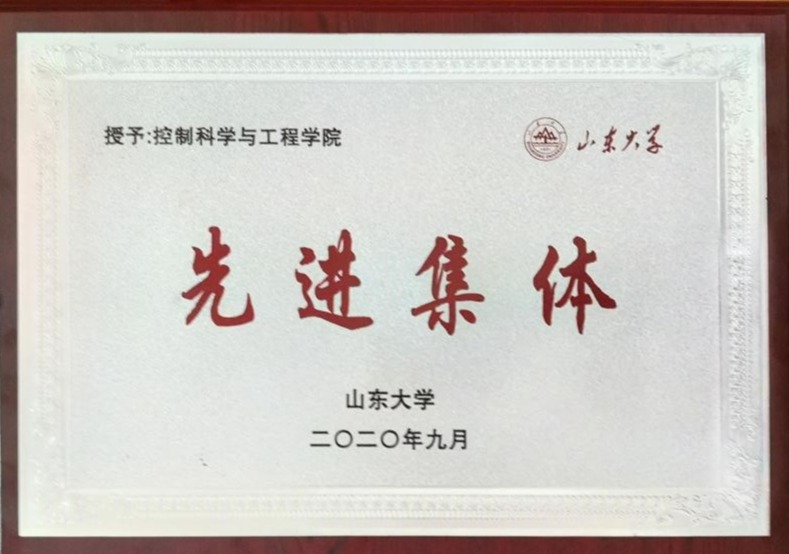 授予:控制科学与工程学院
山东大学
先进集体
山东大学
二〇二〇年九月